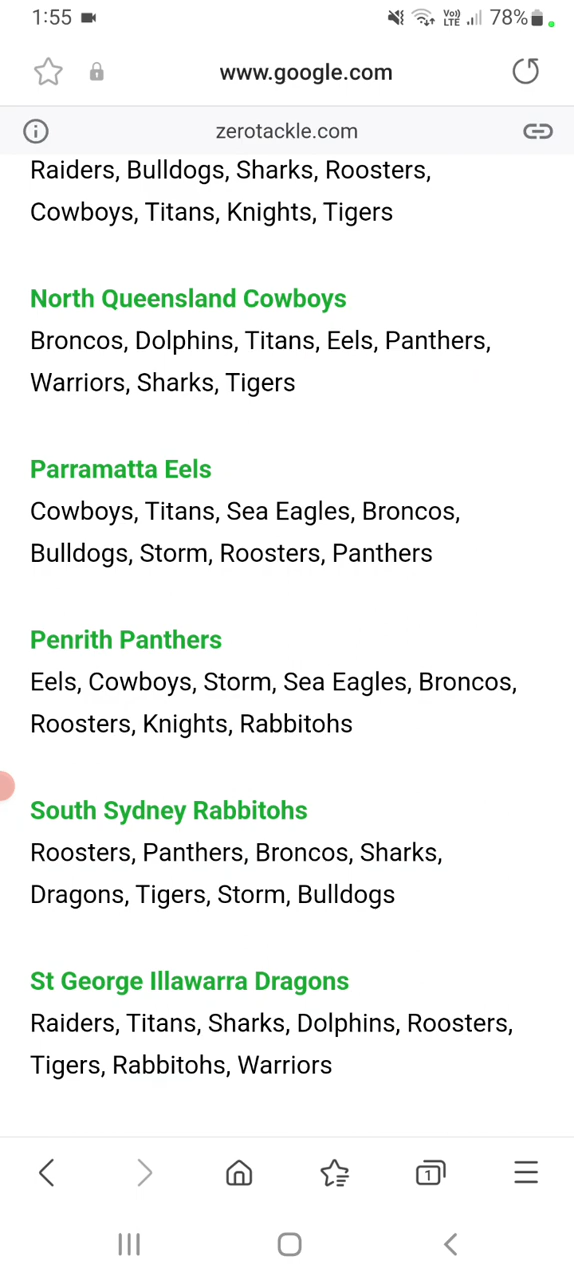 1:55
Vo)) LTE 78%
www.google.com
zerotackle.com
Raiders, Bulldogs, Sharks, Roosters,
Cowboys, Titans, Knights, Tigers
North Queensland Cowboys
Broncos, Dolphins, Titans, Eels, Panthers,
Warriors, Sharks, Tigers
Parramatta Eels
Cowboys, Titans, Sea Eagles, Broncos,
Bulldogs, Storm, Roosters, Panthers
Penrith Panthers
Eels, Cowboys, Storm, Sea Eagles, Broncos,
Roosters, Knights, Rabbitohs
South Sydney Rabbitohs
Roosters, Panthers, Broncos, Sharks,
Dragons, Tigers, Storm, Bulldogs
St George Illawarra Dragons
Raiders, Titans, Sharks, Dolphins, Roosters,
Tigers, Rabbitohs, Warriors
1